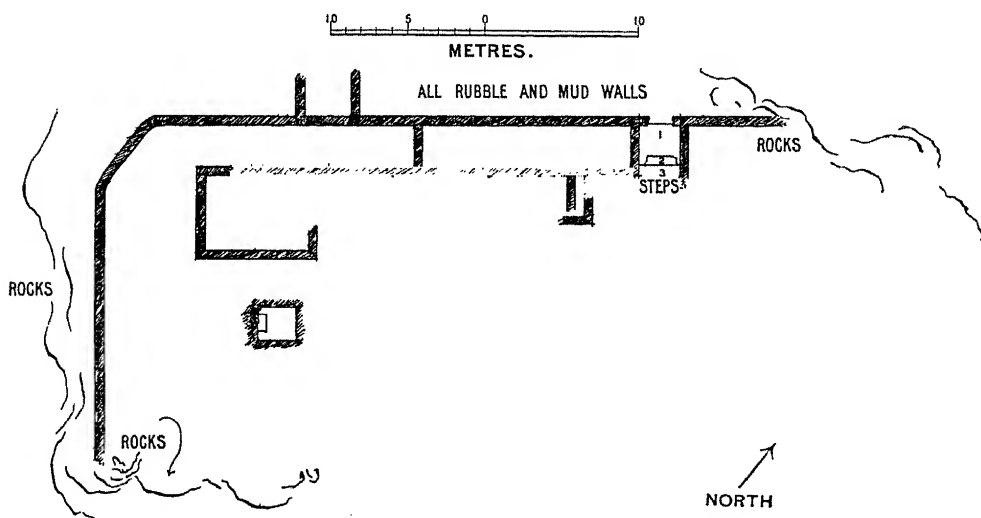 10 5 0 10
METRES.
ALL RUBBLE AND MUD WALLS
1
ROCKS
2
3
STEPS
ROCKS
ROCKS
NORTH